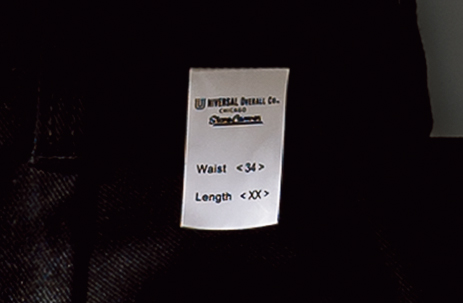 UNIVERSAL OVERALL CO.
CHICAGO
Waist <34>
Length <XX>